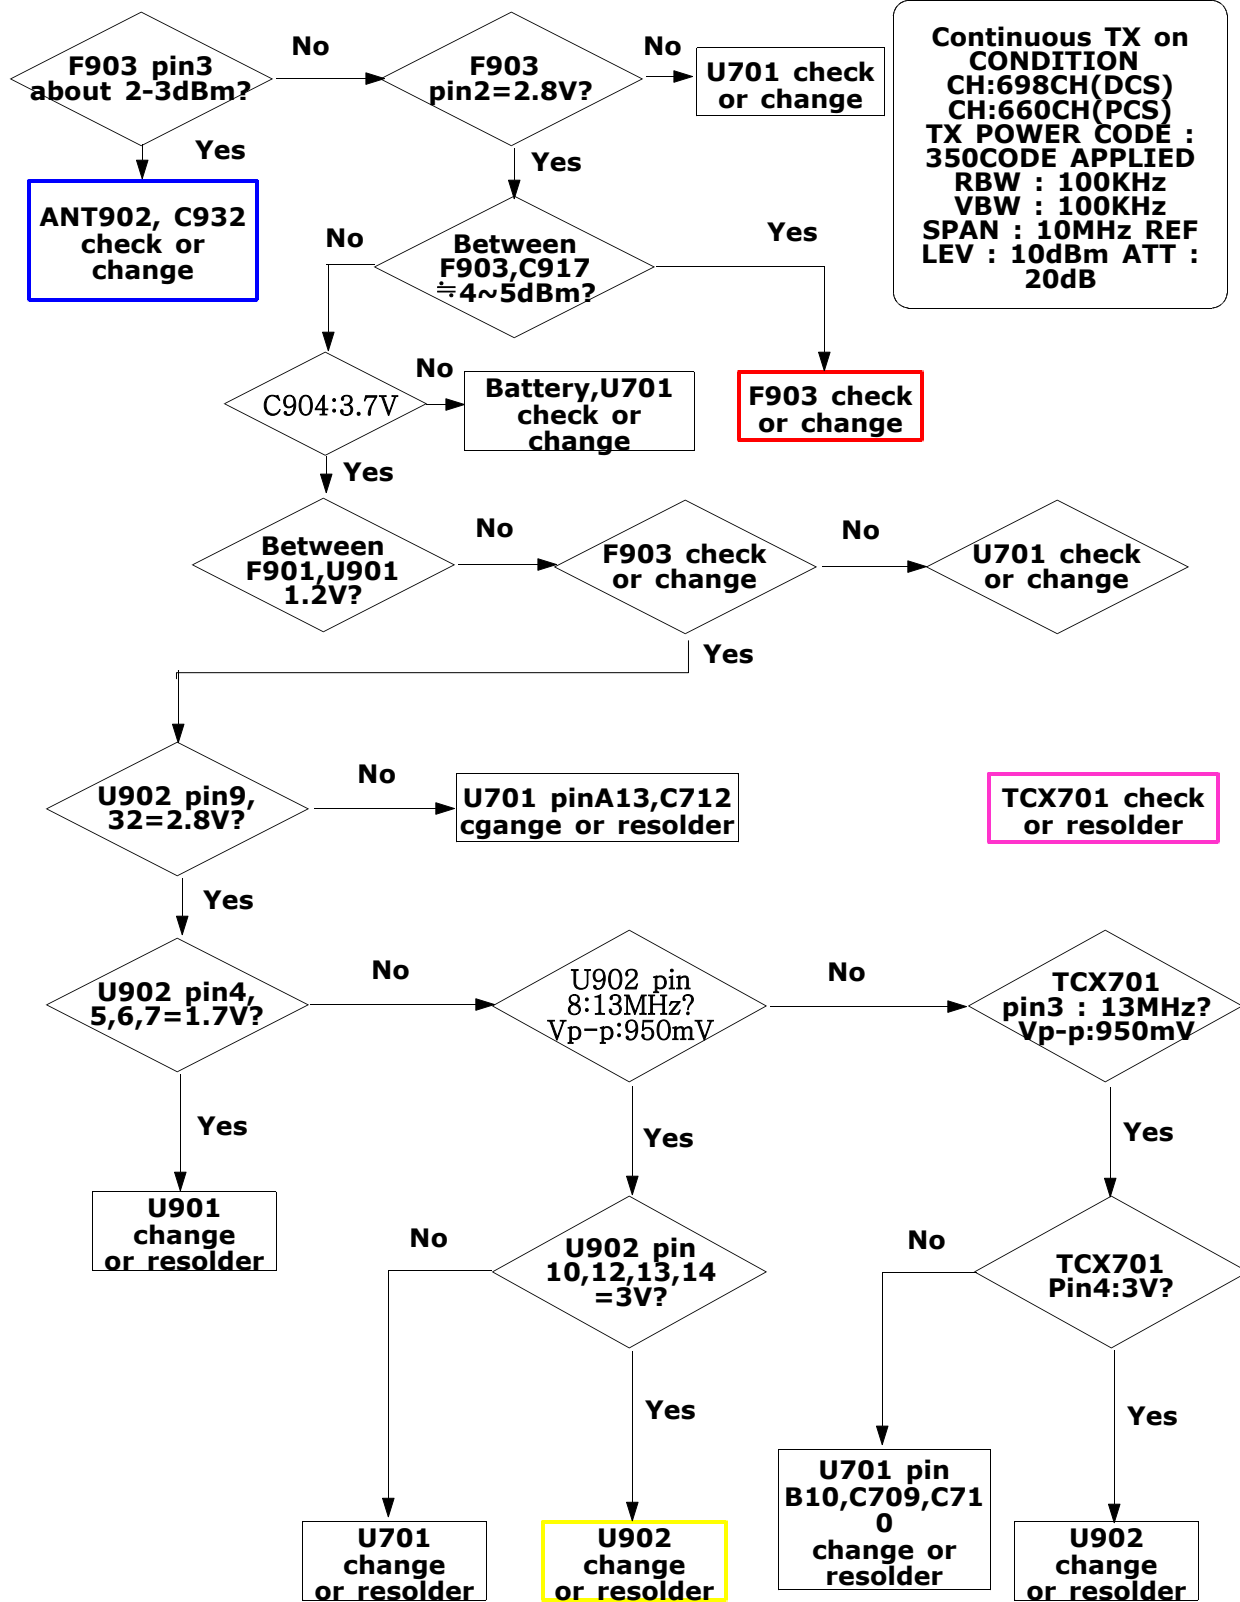 F903 pin3
about 2-3dBm?
No
F903
pin2=2.8V?
No
U701 check
or change
Continuous TX on
CONDITION
CH:698CH(DCS)
CH:660CH(PCS)
TX POWER CODE :
350CODE APPLIED
RBW : 100KHz
VBW : 100KHz
SPAN : 10MHz REF
LEV : 10dBm ATT :
20dB
Yes
Yes
ANT902, C932
check or
change
No
Between
F903,C917
≒4~5dBm?
Yes
C904:3.7V
No
Battery,U701
check or
change
F903 check
or change
Yes
Between
F901,U901
1.2V?
No
F903 check
or change
No
U701 check
or change
Yes
U902 pin9,
32=2.8V?
No
U701 pinA13,C712
cgange or resolder
TCX701 check
or resolder
Yes
U902 pin4,
5,6,7=1.7V?
No
U902 pin
8:13MHz?
Vp-p:950mV
No
TCX701
pin3 : 13MHz?
Vp-p:950mV
Yes
Yes
Yes
U901
change
or resolder
No
U902 pin
10,12,13,14
=3V?
No
TCX701
Pin4:3V?
Yes
Yes
U701
change
or resolder
U902
change
or resolder
U701 pin
B10,C709,C71
0
change or
resolder
U902
change
or resolder